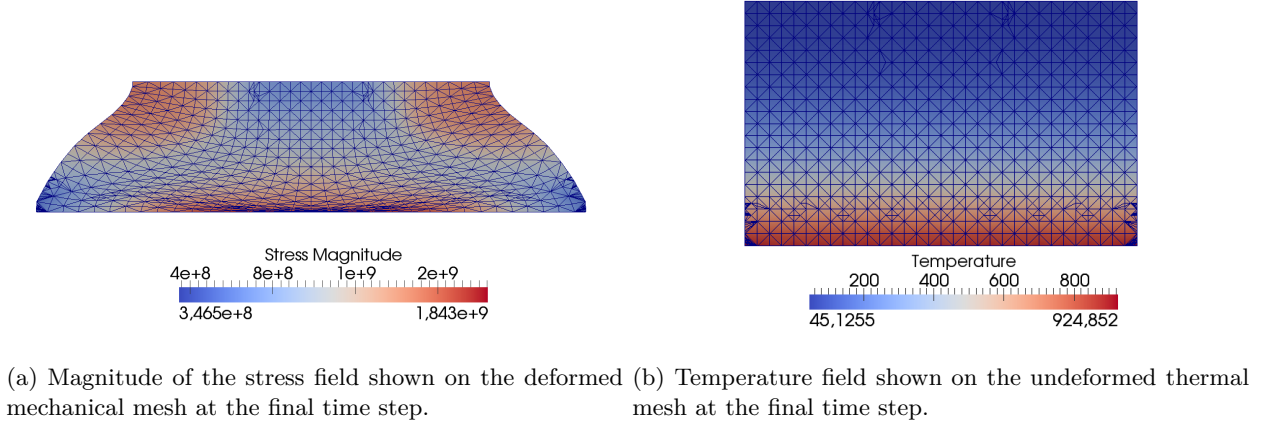 Stress Magnitude
4e+8 8e+8 1e+9 2e+9
3,465e+8 1,843e+9
Temperature
200 400 600 800
45,1255 924,852
(a) Magnitude of the stress field shown on the deformed
mechanical mesh at the final time step.
(b) Temperature field shown on the undeformed thermal
mesh at the final time step.